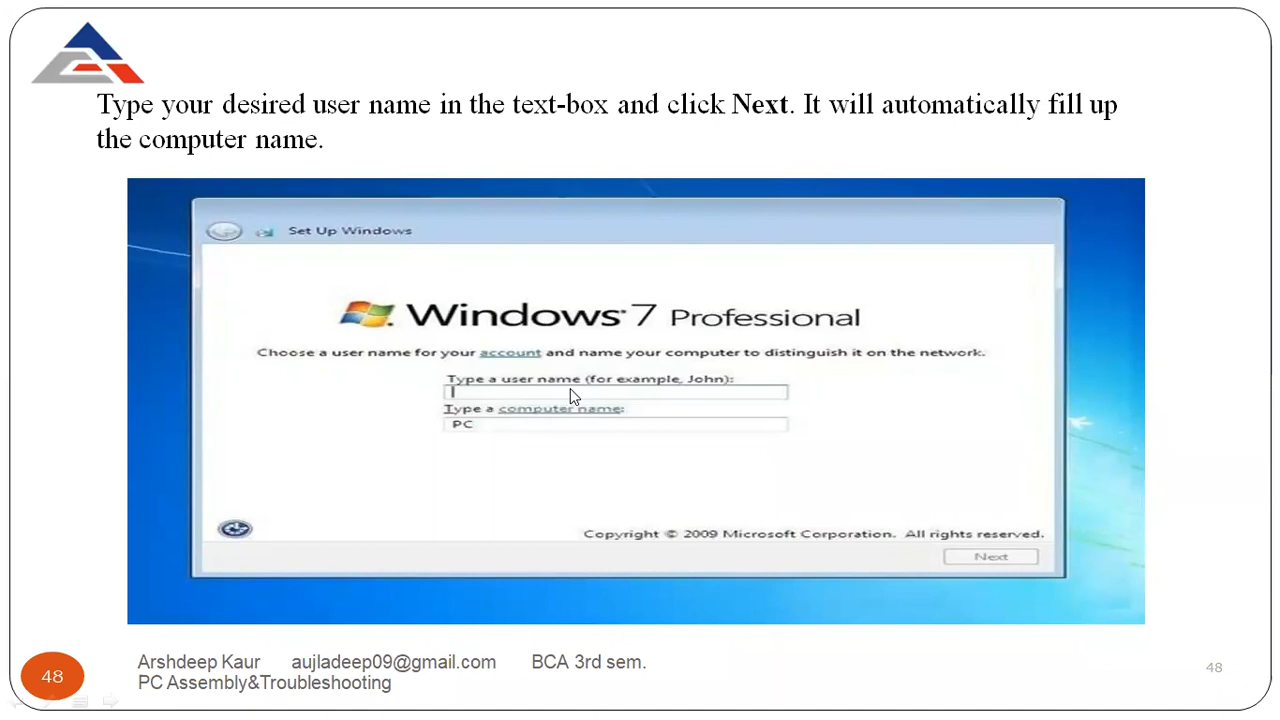 Type your desired user name in the text-box and click Next. It will automatically fill up
the computer name.
Set Up Windows
Windows 7 Professional
Choose a user name for your account and name your computer to distinguish it on the network.
Type a user name (for example, John):
Type a computer name:
PC
Copyright © 2009 Microsoft Corporation. All rights reserved.
Next
48
Arshdeep Kaur aujladeep09@gmail.com BCA 3rd sem.
PC Assembly&Troubleshooting
48